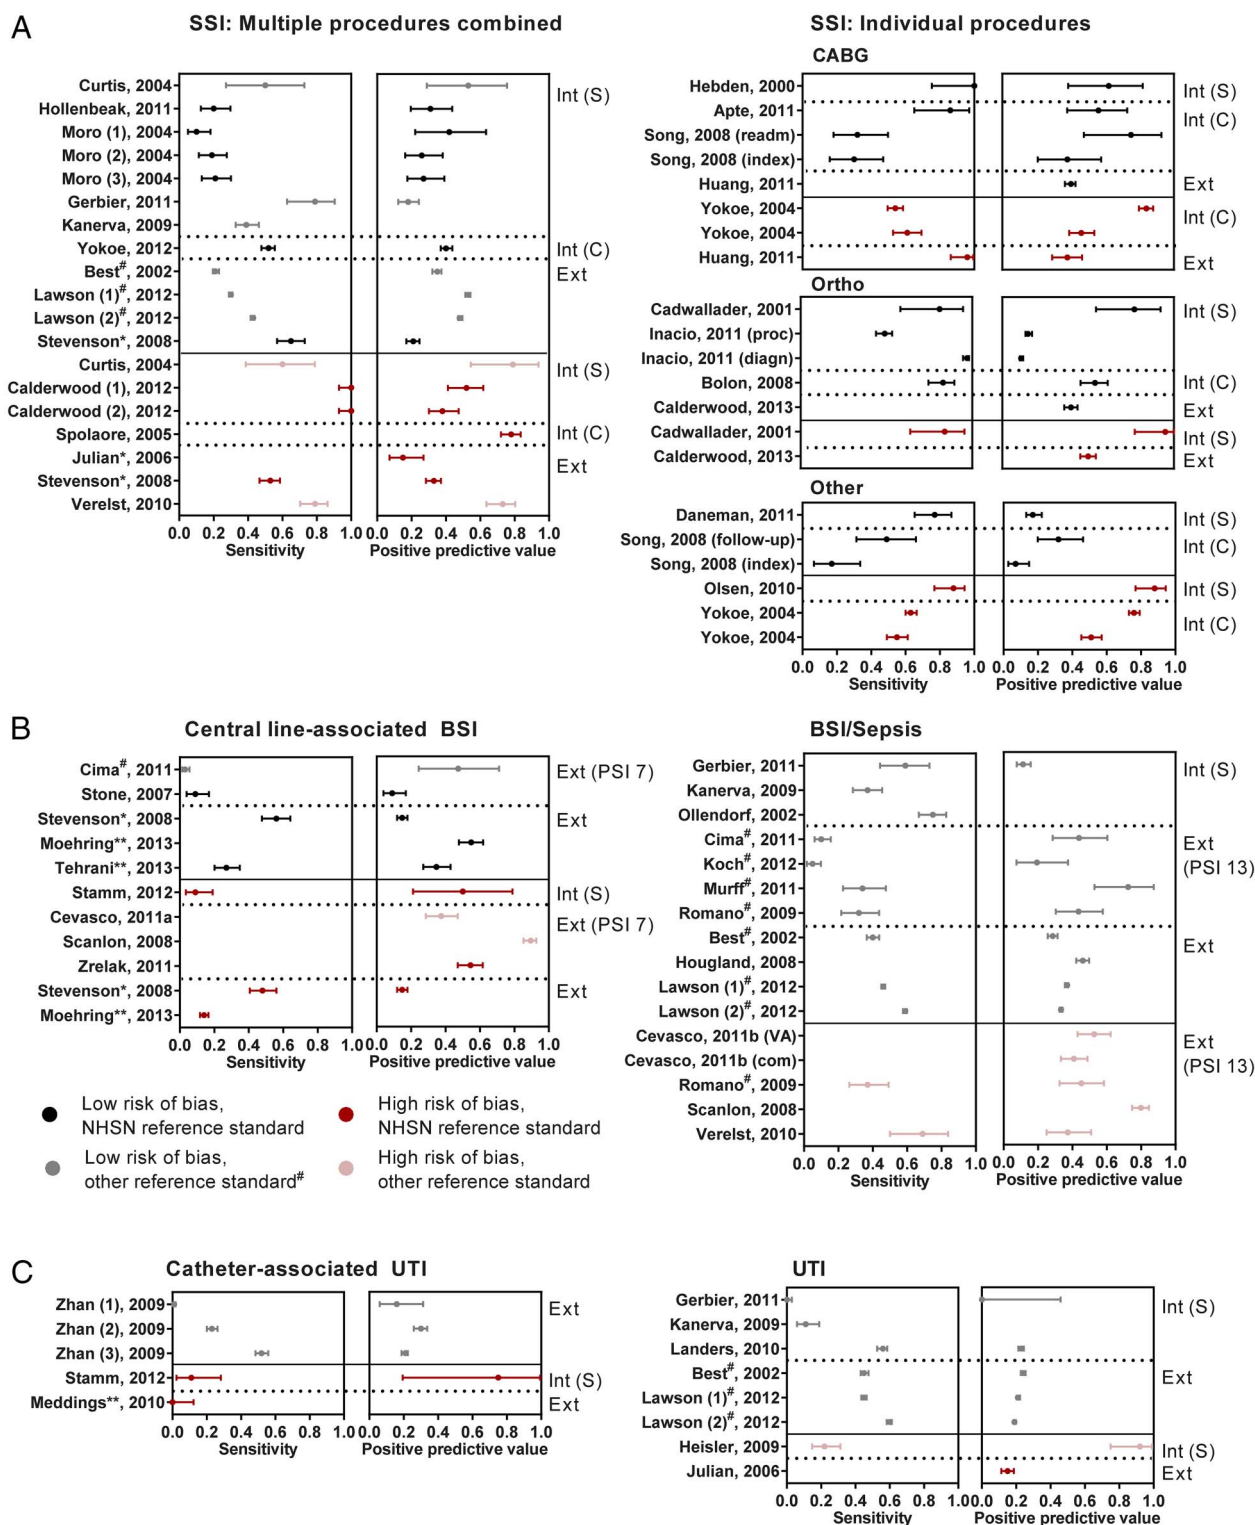 A
SSI: Multiple procedures combined
Curtis, 2004
Hollenbeak, 2011
Moro (1), 2004
Moro (2), 2004
Moro (3), 2004
Gerbier, 2011
Kanerva, 2009
Yokoe, 2012
Best#, 2002
Lawson (1)#, 2012
Lawson (2)#, 2012
Stevenson*, 2008
Curtis, 2004
Calderwood (1), 2012
Calderwood (2), 2012
Spolaore, 2005
Julian*, 2006
Stevenson*, 2008
Verelst, 2010
Int (S)
Int (C)
Ext
Int (S)
Int (C)
Ext
0.0 0.2 0.4 0.6 0.8 1.0 0.0 0.2 0.4 0.6 0.8 1.0
Sensitivity Positive predictive value
SSI: Individual procedures
CABG
Hebden, 2000
Apte, 2011
Song, 2008 (readm)
Song, 2008 (index)
Huang, 2011
Yokoe, 2004
Yokoe, 2004
Huang, 2011
Int (S)
Int (C)
Ext
Int (C)
Ext
Ortho
Cadwallader, 2001
Inacio, 2011 (proc)
Inacio, 2011 (diagn)
Bolon, 2008
Calderwood, 2013
Cadwallader, 2001
Calderwood, 2013
Int (S)
Int (C)
Ext
Int (S)
Ext
Other
Daneman, 2011
Song, 2008 (follow-up)
Song, 2008 (index)
Olsen, 2010
Yokoe, 2004
Yokoe, 2004
Int (S)
Int (C)
Int (S)
Int (C)
0.0 0.2 0.4 0.6 0.8 1.0 0.0 0.2 0.4 0.6 0.8 1.0
Sensitivity Positive predictive value
B
Central line-associated BSI
Cima#, 2011
Stone, 2007
Stevenson*, 2008
Moehring**, 2013
Tehrani**, 2013
Stamm, 2012
Cevasco, 2011a
Scanlon, 2008
Zrelak, 2011
Stevenson*, 2008
Moehring**, 2013
Ext (PSI 7)
Ext
Int (S)
Ext (PSI 7)
Ext
0.0 0.2 0.4 0.6 0.8 1.0 0.0 0.2 0.4 0.6 0.8 1.0
Sensitivity Positive predictive value
Low risk of bias,
NHSN reference standard
High risk of bias,
NHSN reference standard
Low risk of bias,
other reference standard#
High risk of bias,
other reference standard
BSI/Sepsis
Gerbier, 2011
Kanerva, 2009
Ollendorf, 2002
Cima#, 2011
Koch#, 2012
Murff#, 2011
Romano#, 2009
Best#, 2002
Hougland, 2008
Lawson (1)#, 2012
Lawson (2)#, 2012
Cevasco, 2011b (VA)
Cevasco, 2011b (com)
Romano#, 2009
Scanlon, 2008
Verelst, 2010
Int (S)
Ext
(PSI 13)
Ext
Ext
(PSI 13)
0.0 0.2 0.4 0.6 0.8 1.0 0.0 0.2 0.4 0.6 0.8 1.0
Sensitivity Positive predictive value
C
Catheter-associated UTI
Zhan (1), 2009
Zhan (2), 2009
Zhan (3), 2009
Stamm, 2012
Meddings**, 2010
Ext
Int (S)
Ext
0.0 0.2 0.4 0.6 0.8 1.0 0.0 0.2 0.4 0.6 0.8 1.0
Sensitivity Positive predictive value
UTI
Gerbier, 2011
Kanerva, 2009
Landers, 2010
Best#, 2002
Lawson (1)#, 2012
Lawson (2)#, 2012
Heisler, 2009
Julian, 2006
Int (S)
Ext
Int (S)
Ext
0.0 0.2 0.4 0.6 0.8 1.0 0.0 0.2 0.4 0.6 0.8 1.0
Sensitivity Positive predictive value